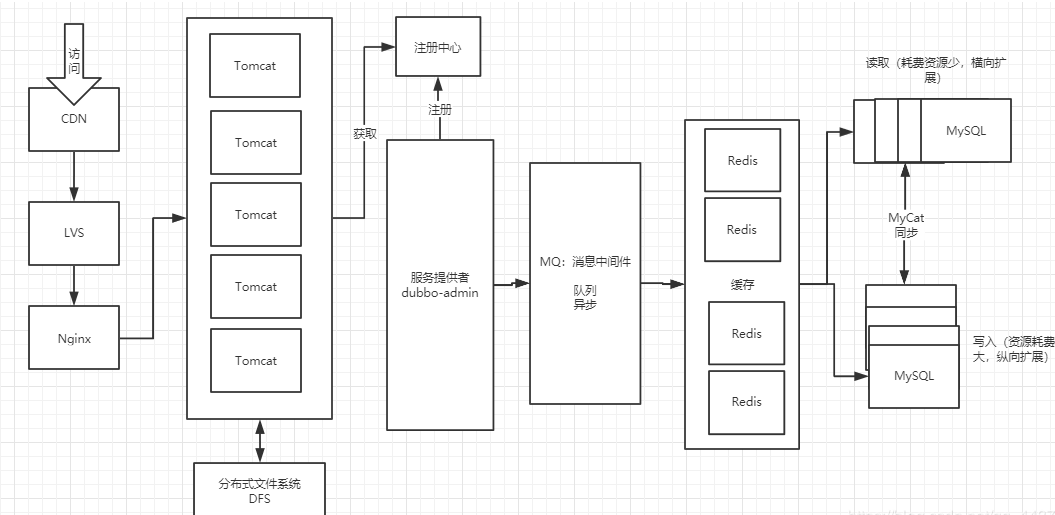 访
问
CDN
LVS
Nginx
Tomcat
Tomcat
Tomcat
Tomcat
Tomcat
分布式文件系统
DFS
注册中心
获取
注册
服务提供者
dubbo-admin
MQ：消息中间件
队列
异步
Redis
Redis
缓存
Redis
Redis
读取（耗费资源少，横向扩
展）
MySQL
MyCat
同步
MySQL
写入（资源耗费
大，纵向扩展）